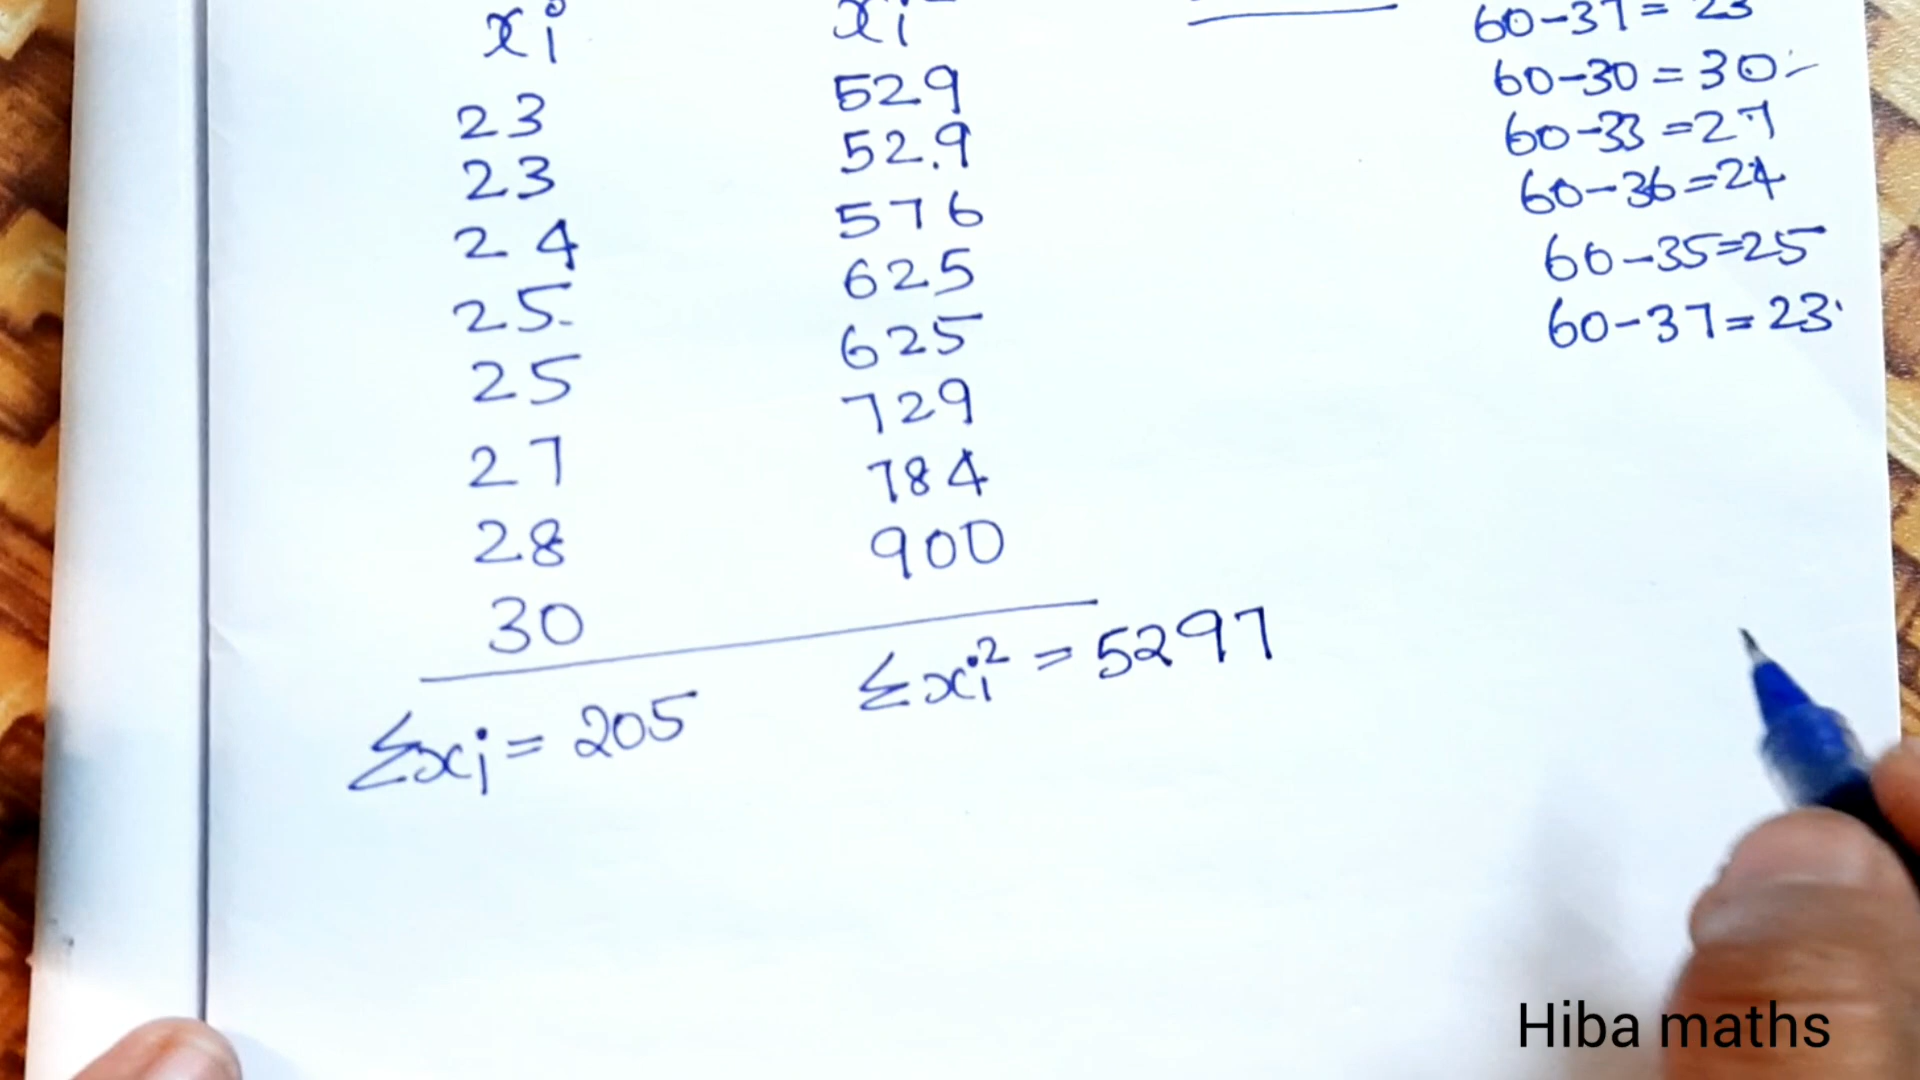 xi xi² 60-37=23
23 529 60-30=30
23 52.9 60-33=27
24 576 60-36=24
25 625 60-35=25
25 625 60-37=23
27 729
28 784
30 900
Σxi=205 Σxi²=5297
Hiba maths